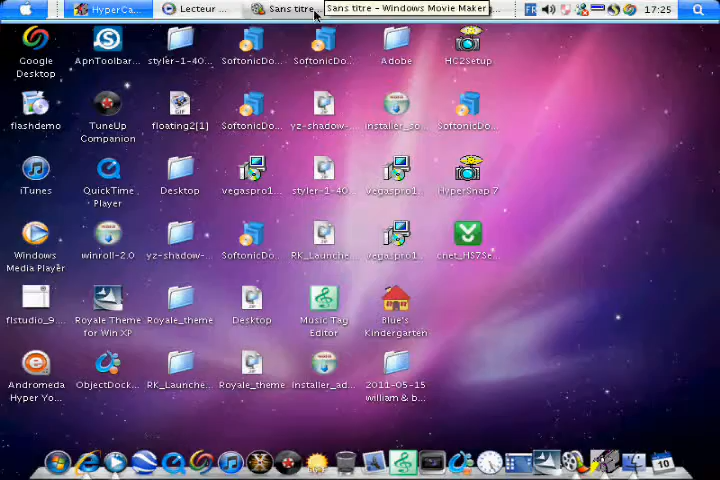 HyperCa...
Lecteur ...
Sans titre...
Sans titre - Windows Movie Maker
FR
17:25
Google Desktop
ApnToolbar...
styler-1-40...
SoftonicDo...
SoftonicDo...
Adobe
HC2Setup
flashdemo
TuneUp Companion
floating2[1]
SoftonicDo...
yz-shadow-...
installer_so...
SoftonicDo...
iTunes
QuickTime Player
Desktop
vegaspro1...
styler-1-40...
vegaspro1...
HyperSnap 7
Windows Media Player
winroll-2.0
yz-shadow-...
SoftonicDo...
RK_Launche...
vegaspro1...
cnet_HS7Se...
flstudio_9....
Royale Theme for Win XP
Royale_theme
Desktop
Music Tag Editor
Blue's Kindergarten
Andromeda Hyper Yo...
ObjectDock...
RK_Launche...
Royale_theme
Installer_ad...
2011-05-15 william & b...
10